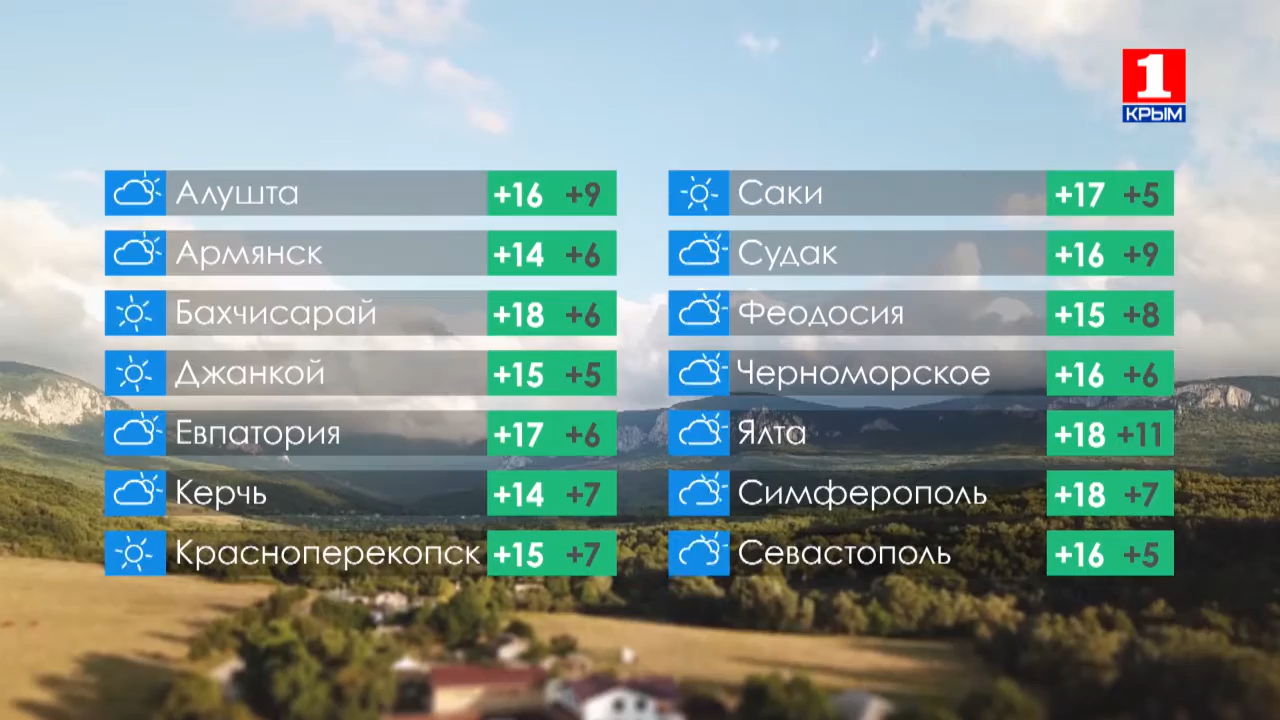 1
КРЫМ
Алушта +16 +9
Армянск +14 +6
Бахчисарай +18 +6
Джанкой +15 +5
Евпатория +17 +6
Керчь +14 +7
Красноперекопск +15 +7
Саки +17 +5
Судак +16 +9
Феодосия +15 +8
Черноморское +16 +6
Ялта +18 +11
Симферополь +18 +7
Севастополь +16 +5